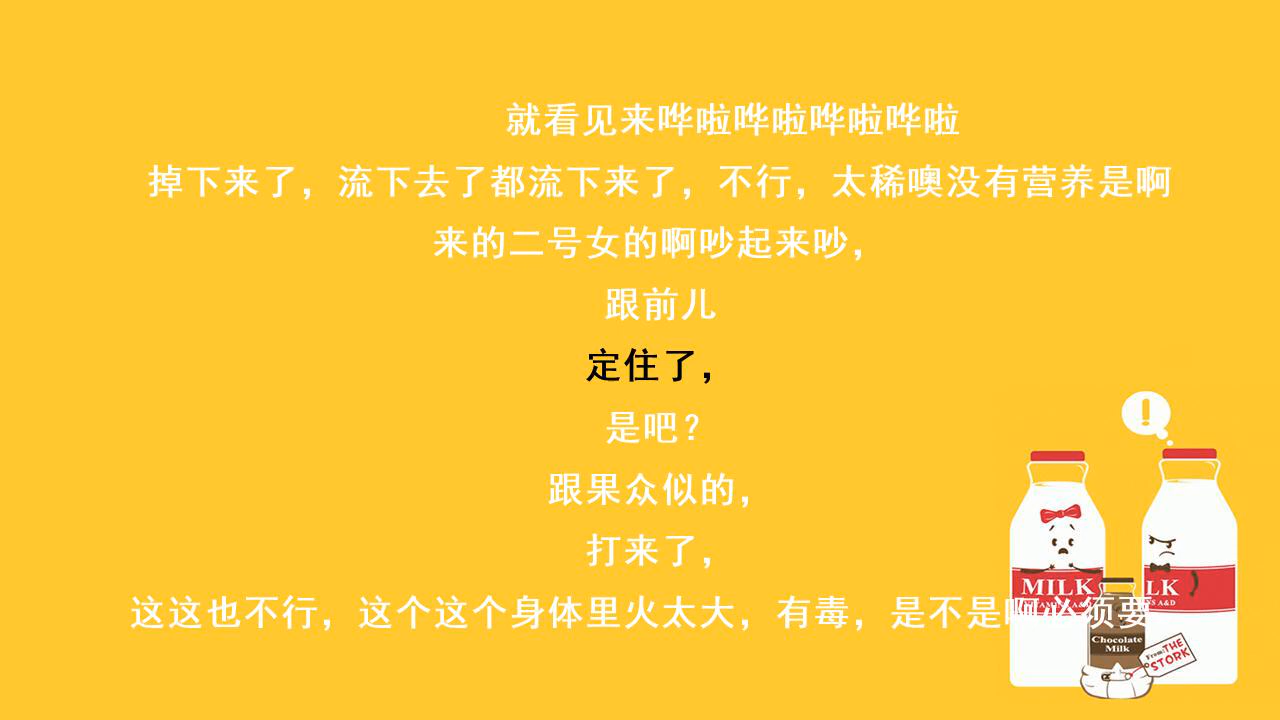 就看见来哗啦哗啦哗啦哗啦
掉下来了，流下去了都流下来了，不行，太稀噢没有营养是啊
来的二号女的啊吵起来吵，
跟前儿
定住了，
是吧？
跟果众似的，
打来了，
这这也不行，这个这个身体里火太大，有毒，是不是啊必须要
!
MILK
LK
S A&D
Chocolate
Milk
From: THE
STORK